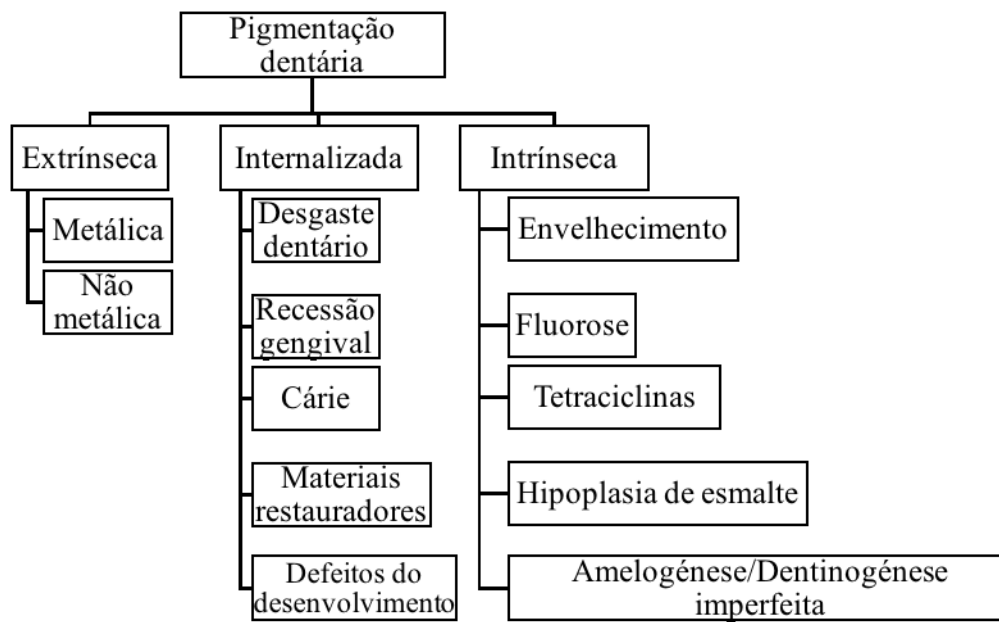 Pigmentação
dentária
Extrínseca
Internalizada
Intrínseca
Metálica
Não
metálica
Desgaste
dentário
Recessão
gengival
Cárie
Materiais
restauradores
Defeitos do
desenvolvimento
Envelhecimento
Fluorose
Tetraciclinas
Hipoplasia de esmalte
Amelogénese/Dentinogénese
imperfeita